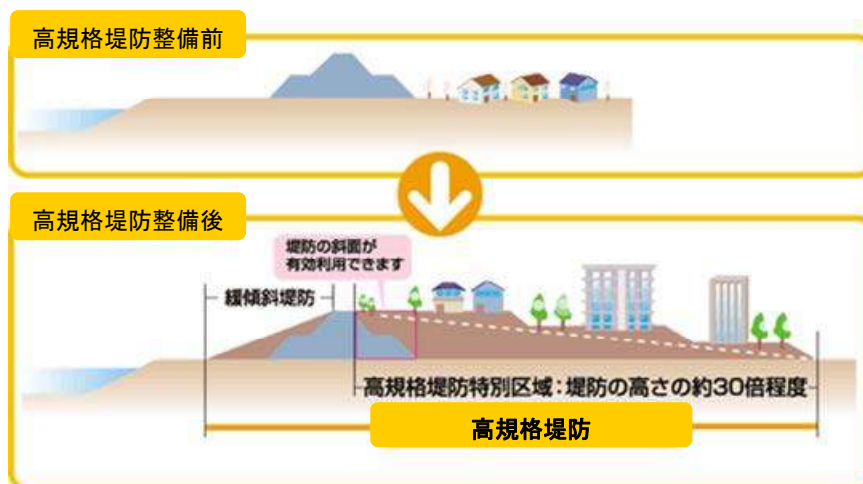 高規格堤防整備前
高規格堤防整備後
堤防の斜面が
有効利用できます
緩傾斜堤防
高規格堤防特別区域:堤防の高さの約30倍程度
高規格堤防